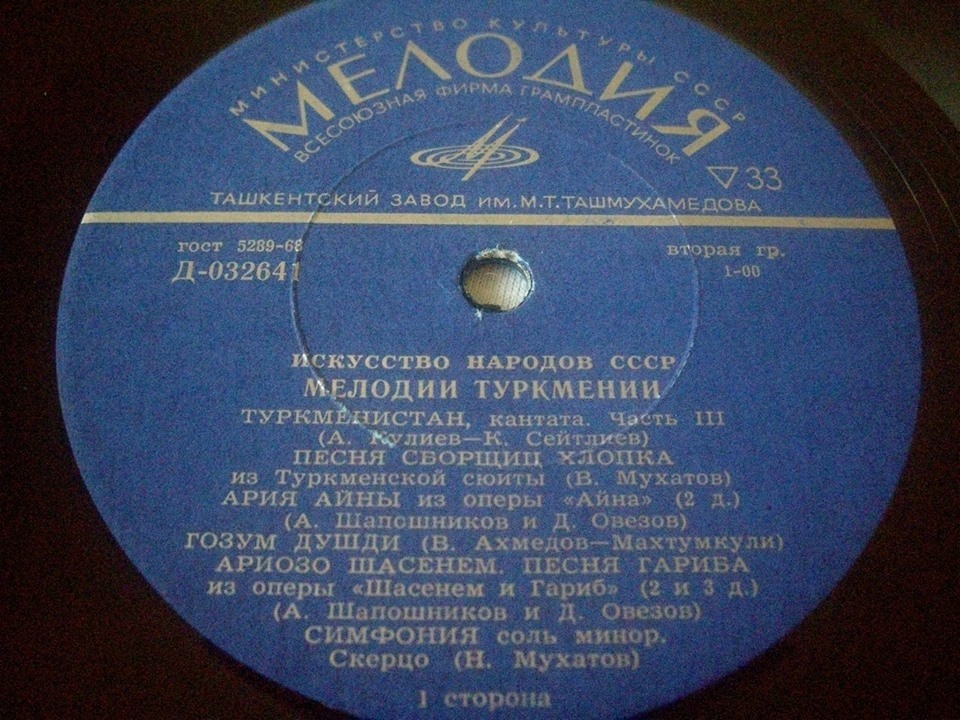 МИНИСТЕРСТВО КУЛЬТУРЫ СССР
МЕЛОДИЯ
ВСЕСОЮЗНАЯ ФИРМА ГРАМПЛАСТИНОК
▽ 33
ТАШКЕНТСКИЙ ЗАВОД ИМ. М.Т. ТАШМУХАМЕДОВА
гост 5289-68
вторая гр.
Д-032641
1-00
ИСКУССТВО НАРОДОВ СССР
МЕЛОДИИ ТУРКМЕНИИ
ТУРКМЕНИСТАН, кантата. Часть III
(А. Кулиев—К. Сейтлиев)
ПЕСНЯ СБОРЩИЦ ХЛОПКА
из Туркменской сюиты (В. Мухатов)
АРИЯ АЙНЫ из оперы «Айна» (2 д.)
(А. Шапошников и Д. Овезов)
ГОЗУМ ДУШДИ (В. Ахмедов—Махтумкули)
АРИОЗО ШАСЕНЕМ. ПЕСНЯ ГАРИБА
из оперы «Шасенем и Гариб» (2 и 3 д.)
(А. Шапошников и Д. Овезов)
СИМФОНИЯ соль минор.
Скерцо (Н. Мухатов)
1 сторона